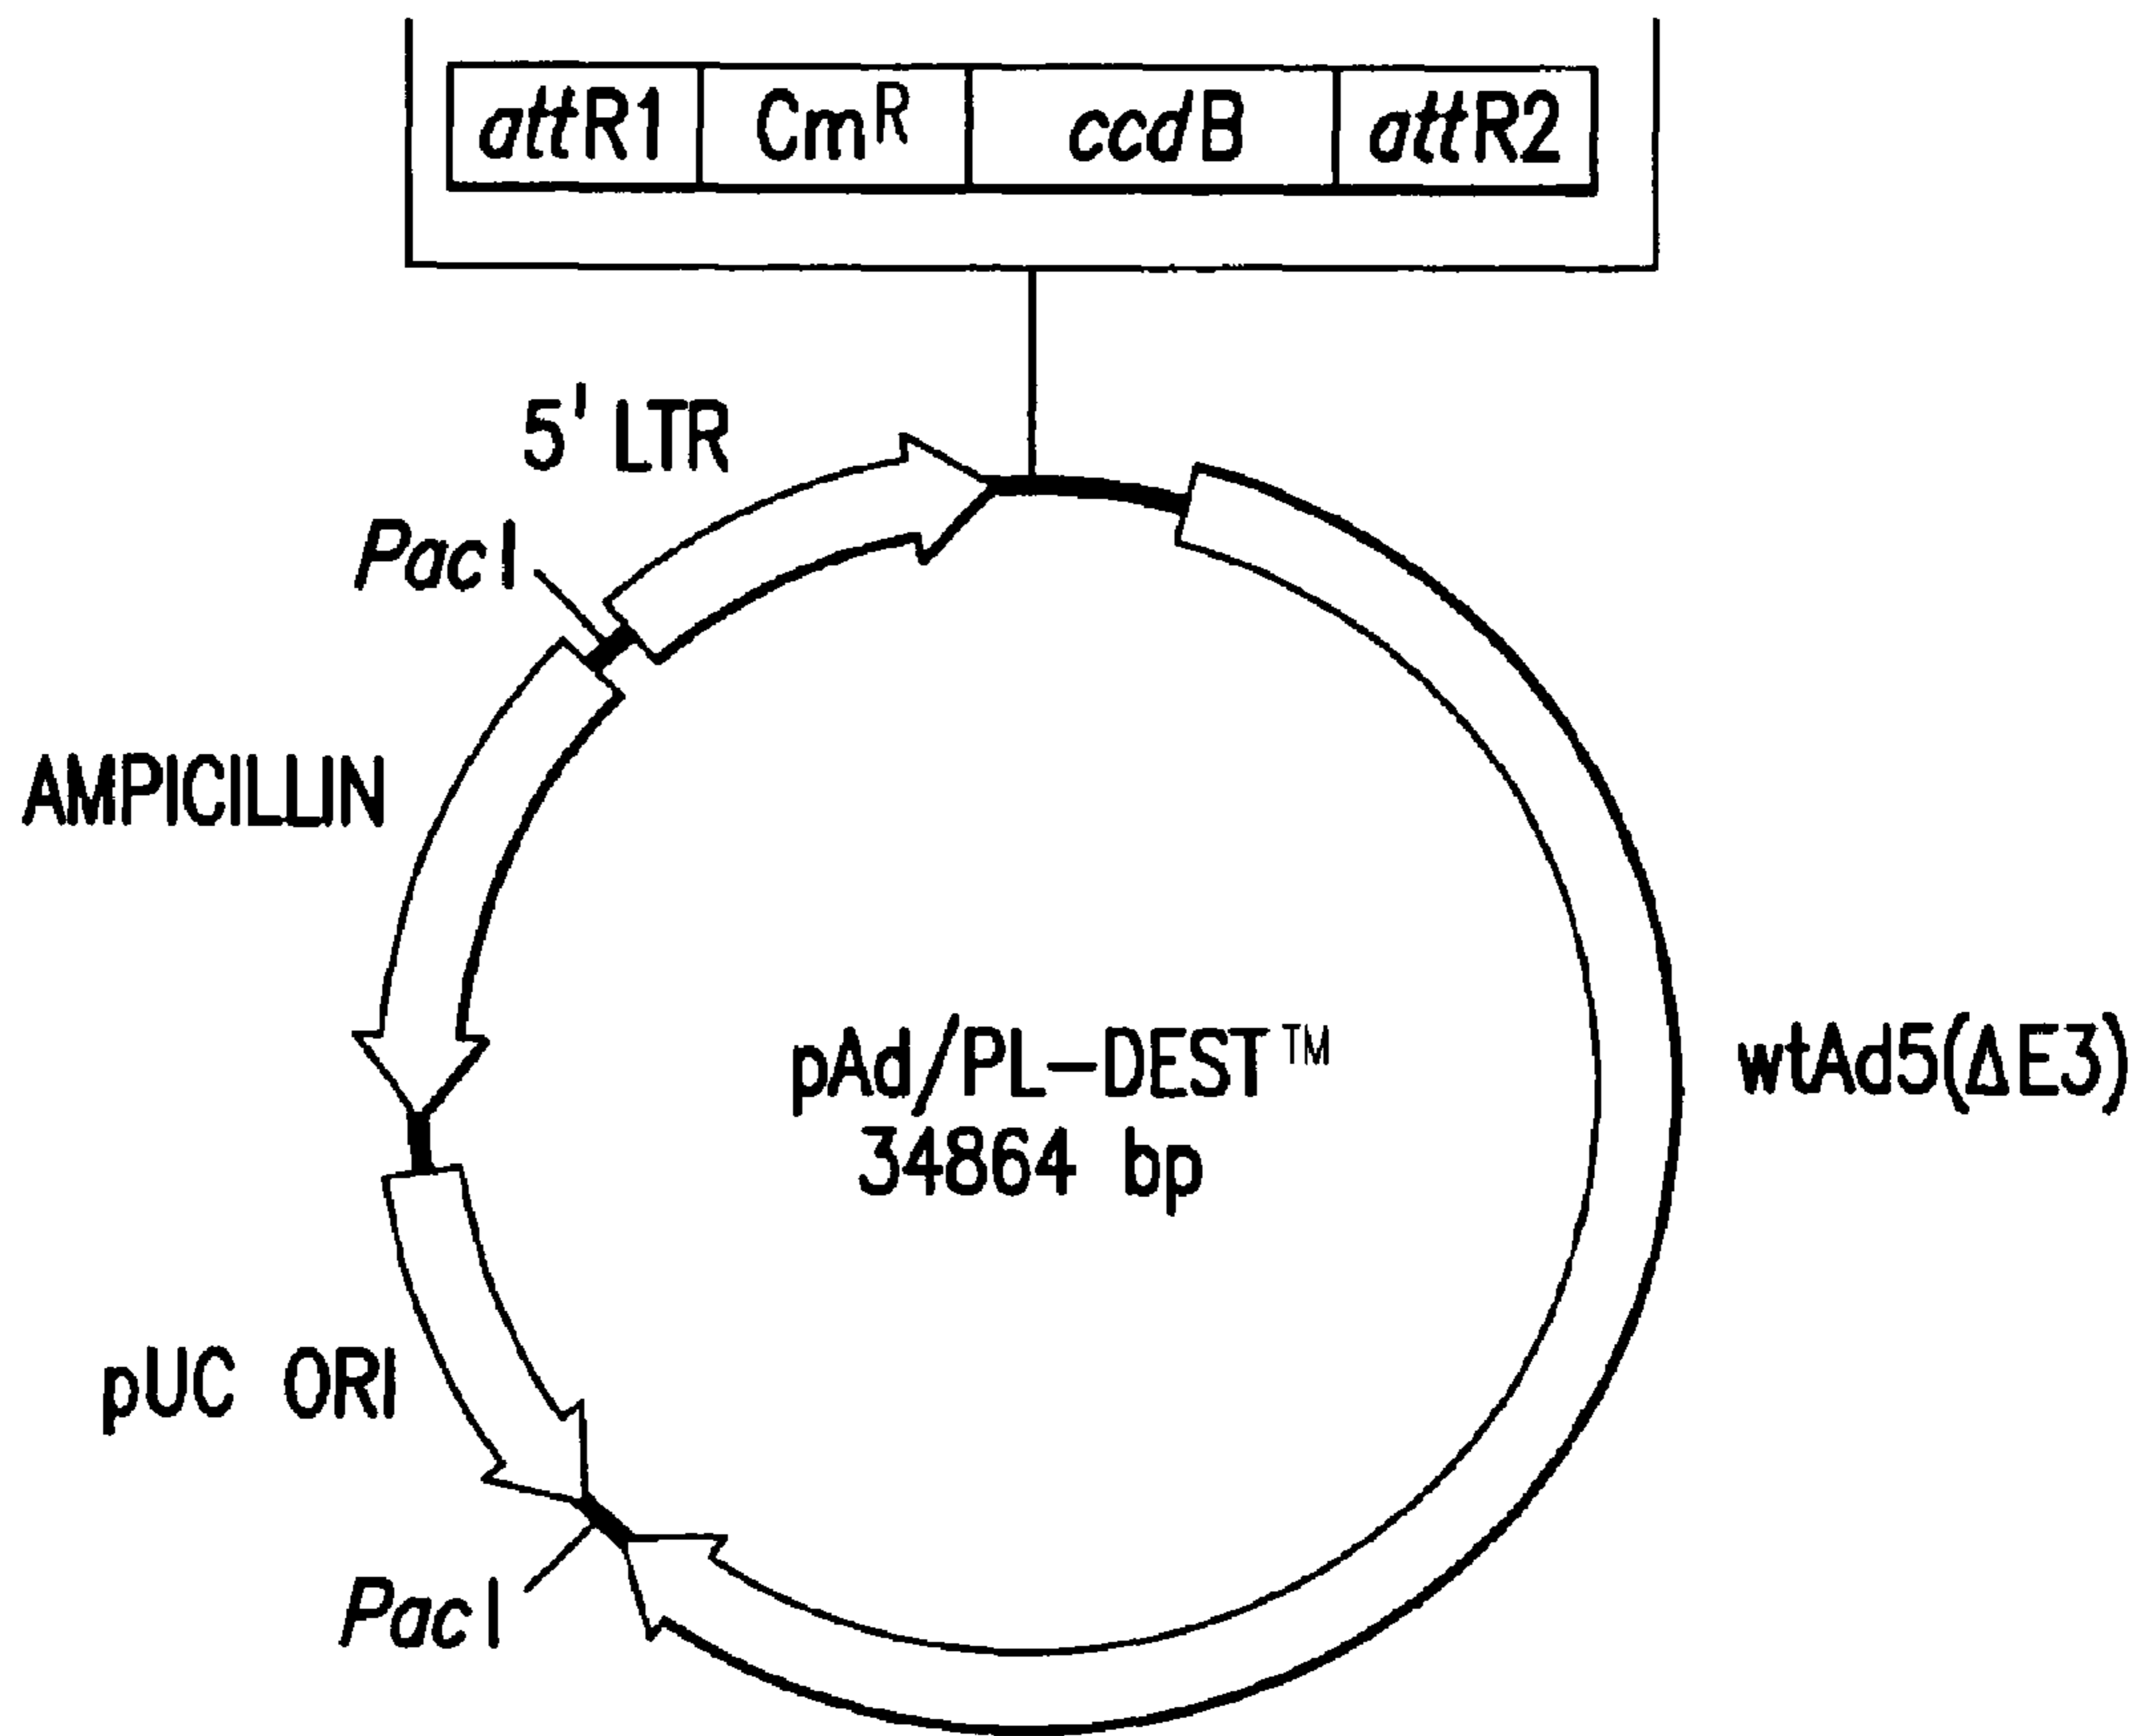 attR1 CmR ccdB attR2
5' LTR
PacI
AMPICILLIN
pAd/PL-DEST™
34864 bp
wtAd5(ΔE3)
pUC ORI
PacI